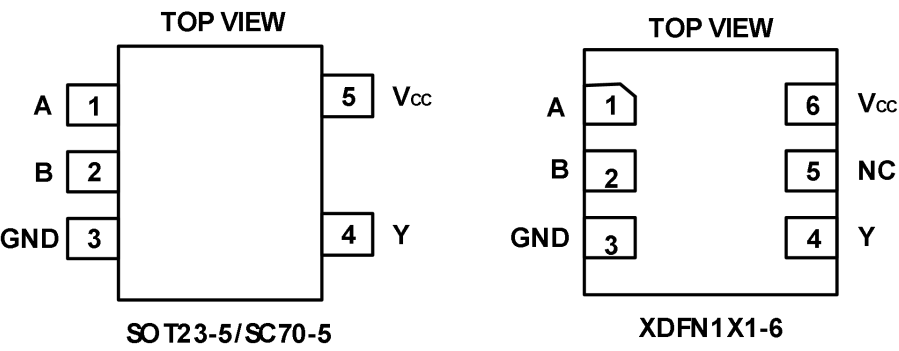 TOP VIEW
A 1 5 VCC
B 2
GND 3 4 Y
SOT23-5/SC70-5
TOP VIEW
A 1 6 VCC
B 2 5 NC
GND 3 4 Y
XDFN1X1-6